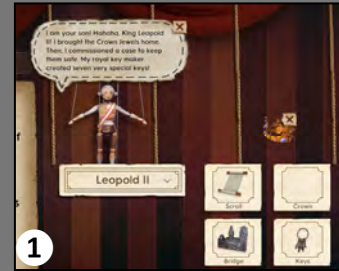 I am your son! Hahaha, King Leopold
II! I brought the Crown Jewels home.
Then, I commissioned a case to keep
them safe. My royal key maker
created seven very special keys!
f
s
Leopold II
Scroll
Crown
Bridge
Keys
1